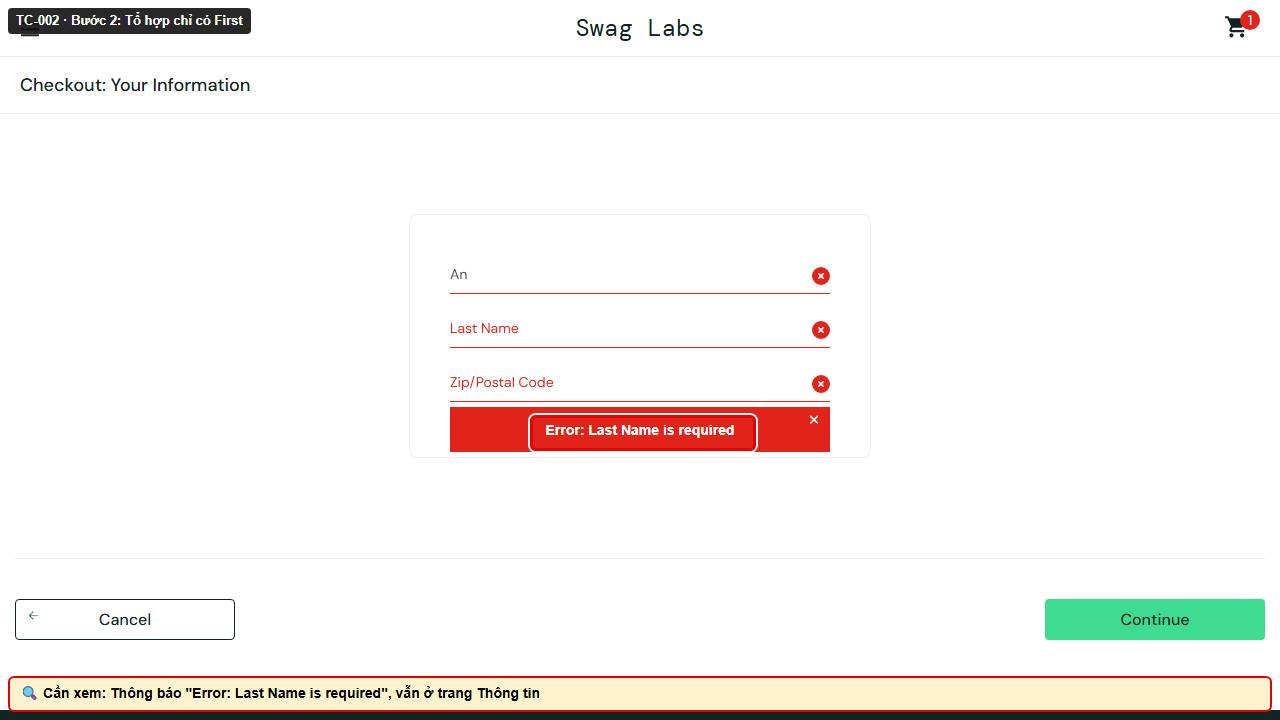 TC-002 · Bước 2: Tổ hợp chỉ có First
Swag Labs
1
Checkout: Your Information
An
Last Name
Zip/Postal Code
Error: Last Name is required
Cancel
Continue
🔍 Cần xem: Thông báo "Error: Last Name is required", vẫn ở trang Thông tin